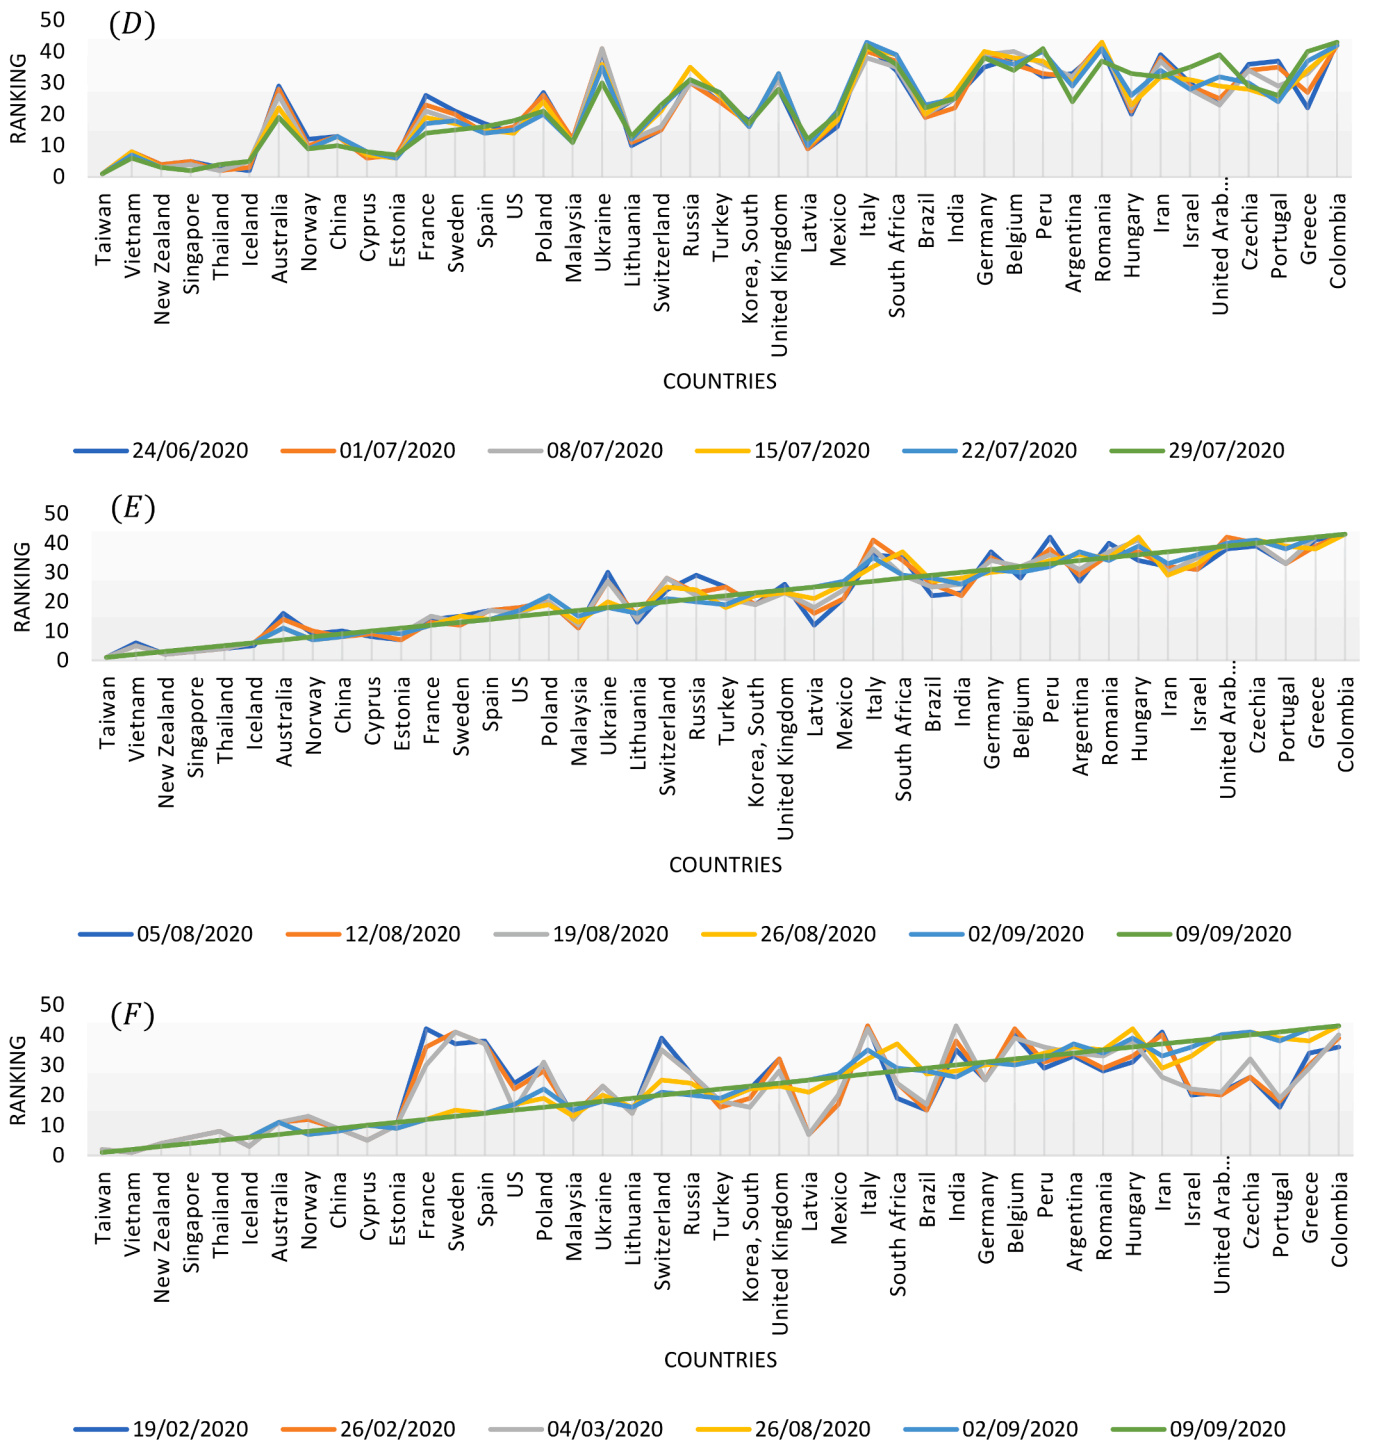 (D)
RANKING
50
40
30
20
10
0
Taiwan
Vietnam
New Zealand
Singapore
Thailand
Iceland
Australia
Norway
China
Cyprus
Estonia
France
Sweden
Spain
US
Poland
Malaysia
Ukraine
Lithuania
Switzerland
Russia
Turkey
Korea, South
United Kingdom
Latvia
Mexico
Italy
South Africa
Brazil
India
Germany
Belgium
Peru
Argentina
Romania
Hungary
Iran
Israel
United Arab…
Czechia
Portugal
Greece
Colombia
COUNTRIES
24/06/2020 01/07/2020 08/07/2020 15/07/2020 22/07/2020 29/07/2020
(E)
RANKING
50
40
30
20
10
0
Taiwan
Vietnam
New Zealand
Singapore
Thailand
Iceland
Australia
Norway
China
Cyprus
Estonia
France
Sweden
Spain
US
Poland
Malaysia
Ukraine
Lithuania
Switzerland
Russia
Turkey
Korea, South
United Kingdom
Latvia
Mexico
Italy
South Africa
Brazil
India
Germany
Belgium
Peru
Argentina
Romania
Hungary
Iran
Israel
United Arab…
Czechia
Portugal
Greece
Colombia
COUNTRIES
05/08/2020 12/08/2020 19/08/2020 26/08/2020 02/09/2020 09/09/2020
(F)
RANKING
50
40
30
20
10
0
Taiwan
Vietnam
New Zealand
Singapore
Thailand
Iceland
Australia
Norway
China
Cyprus
Estonia
France
Sweden
Spain
US
Poland
Malaysia
Ukraine
Lithuania
Switzerland
Russia
Turkey
Korea, South
United Kingdom
Latvia
Mexico
Italy
South Africa
Brazil
India
Germany
Belgium
Peru
Argentina
Romania
Hungary
Iran
Israel
United Arab…
Czechia
Portugal
Greece
Colombia
COUNTRIES
19/02/2020 26/02/2020 04/03/2020 26/08/2020 02/09/2020 09/09/2020